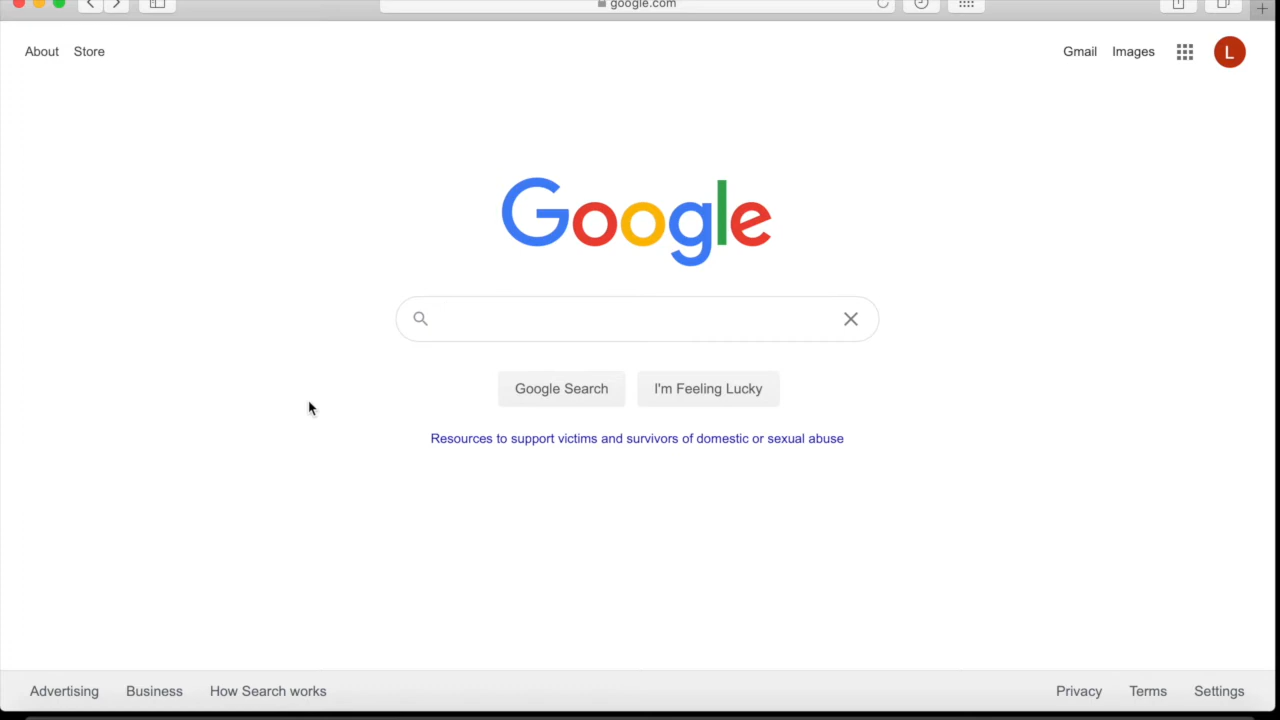 google.com
About Store
Gmail Images L
Google
Google Search I'm Feeling Lucky
Resources to support victims and survivors of domestic or sexual abuse
Advertising Business How Search works
Privacy Terms Settings